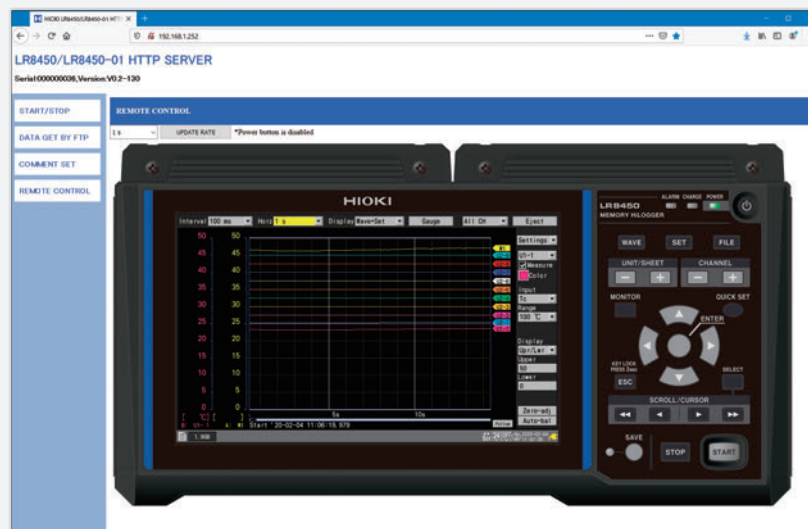 HIOKI LR8450/LR8450-01 HTTP
192.168.1.252
LR8450/LR8450-01 HTTP SERVER
Serial:000000036,Version:V0.2-130
START/STOP
DATA GET BY FTP
COMMENT SET
REMOTE CONTROL
REMOTE CONTROL
1 s UPDATE RATE *Power button is disabled
HIOKI
Interval 100 ms Horz 1 s Display Wave+Set Gauge All CH Eject
50 50
45 45
40 40
35 35
30 30
25 25
20 20
15 15
10 10
5 5
0 0
[ °C] [ ]
5s 10s
Start '20-02-04 11:06:19.979
Settings
U1-1
Measure
Color
Input
Tc
Range
100 °C
Display
Upr/Lwr
Upper
50
Lower
0
Zero-adj
Auto-bal
ALARM CHARGE POWER
LR8450
MEMORY HiLOGGER
WAVE SET FILE
UNIT/SHEET CHANNEL
MONITOR QUICK SET
ENTER
KEY LOCK
PRESS 3sec
ESC
SELECT
SCROLL/CURSOR
SAVE
STOP START